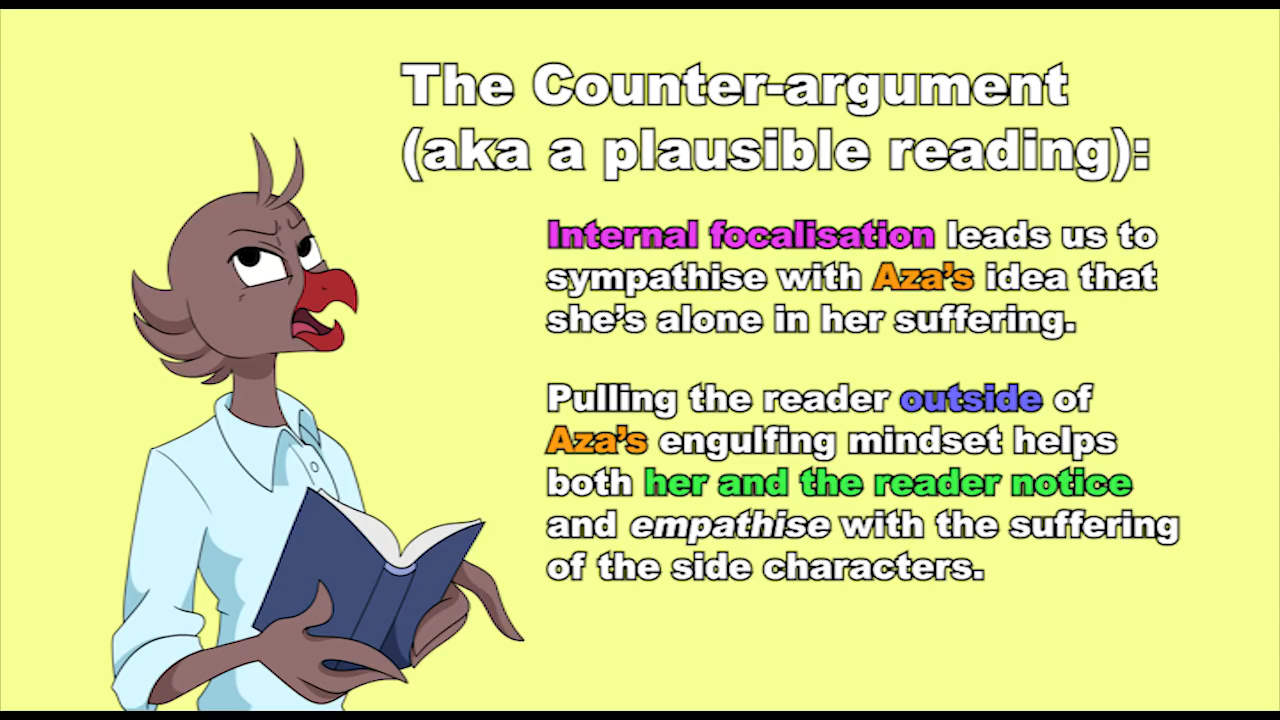 The Counter-argument
(aka a plausible reading):
Internal focalisation leads us to
sympathise with Aza's idea that
she's alone in her suffering.
Pulling the reader outside of
Aza's engulfing mindset helps
both her and the reader notice
and empathise with the suffering
of the side characters.